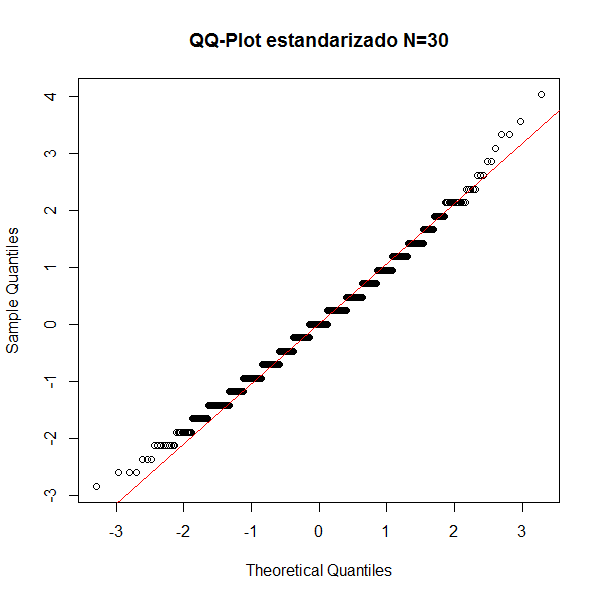 QQ-Plot estandarizado N=30
4
3
2
1
0
-1
-2
-3
Sample Quantiles
-3 -2 -1 0 1 2 3
Theoretical Quantiles